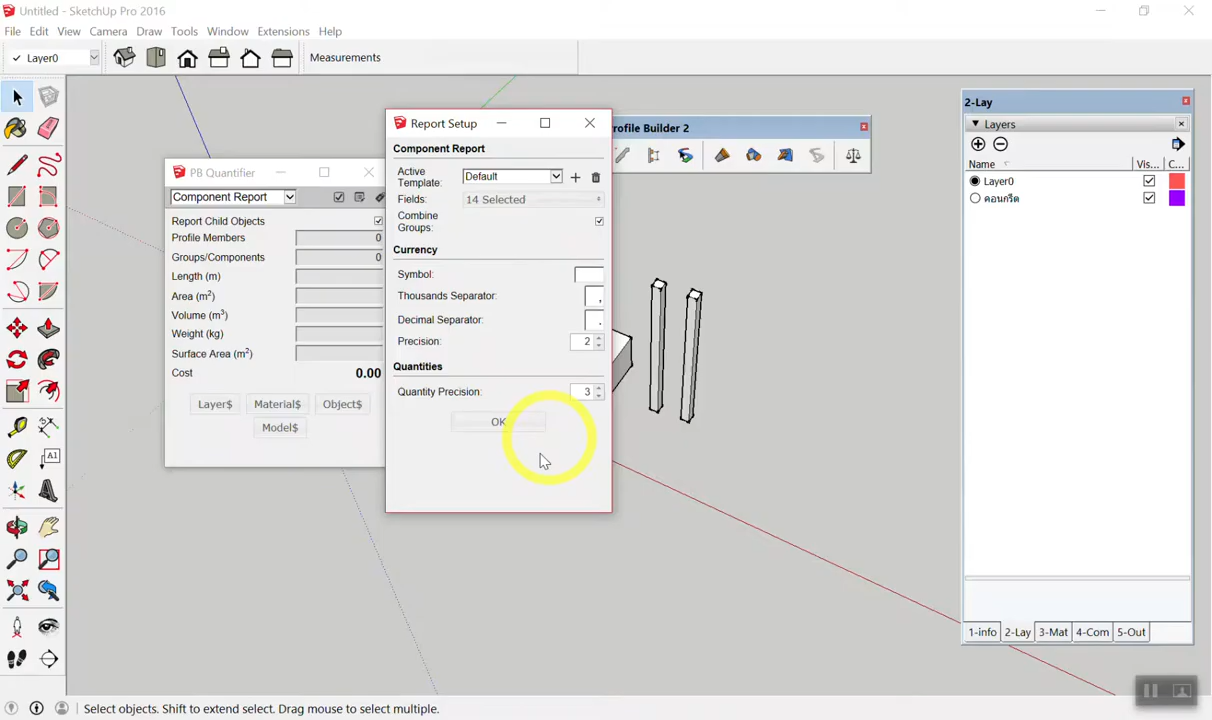 Untitled - SketchUp Pro 2016
File Edit View Camera Draw Tools Window Extensions Help
Layer0
Measurements
rofile Builder 2
PB Quantifier
Component Report
Report Child Objects
Profile Members 0
Groups/Components 0
Length (m)
Area (m²)
Volume (m³)
Weight (kg)
Surface Area (m²)
Cost 0.00
Layer$ Material$ Object$
Model$
Report Setup
Component Report
Active Template: Default
Fields: 14 Selected
Combine Groups:
Currency
Symbol:
Thousands Separator: ,
Decimal Separator: .
Precision: 2
Quantities
Quantity Precision: 3
OK
2-Lay
Layers
Name Vis... C...
Layer0
คอนกรีต
1-info 2-Lay 3-Mat 4-Com 5-Out
A1
Select objects. Shift to extend select. Drag mouse to select multiple.